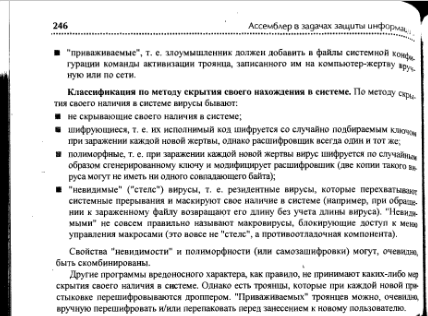 246 Ассемблер в задачах защиты информации
■ "приваживаемые", т. е. злоумышленник должен добавить в файлы системной конфи-
гурации команды активизации троянца, записанного им на компьютер-жертву вруч-
ную или по сети.
Классификация по методу скрытия своего нахождения в системе. По методу скры-
тия своего наличия в системе вирусы бывают:
■ не скрывающие своего наличия в системе;
■ шифрующиеся, т. е. их исполнимый код шифруется со случайно подбираемым ключом
при заражении каждой новой жертвы, однако расшифровщик всегда один и тот же;
■ полиморфные, т. е. при заражении каждой новой жертвы вирус шифруется по случайным
образом сгенерированному ключу и модифицирует расшифровщик (две копии такого ви-
руса могут не иметь ни одного совпадающего байта);
■ "невидимые" ("стелс") вирусы, т. е. резидентные вирусы, которые перехватывают
системные прерывания и маскируют свое наличие в системе (например, при обраще-
нии к зараженному файлу возвращают его длину без учета длины вируса). "Невиди-
мыми" не совсем правильно называют макровирусы, блокирующие доступ к меню
управления макросами (это вовсе не "стелс", а противоотладочная компонента).
Свойства "невидимости" и полиморфности (или самозашифровки) могут, очевидно,
быть скомбинированы.
Другие программы вредоносного характера, как правило, не принимают каких-либо мер
скрытия своего наличия в системе. Однако есть троянцы, которые при каждой новой при-
стыковке перешифровываются дроппером. "Приваживаемых" троянцев можно, очевидно,
вручную перешифровать и/или перепаковать перед занесением к новому пользователю.